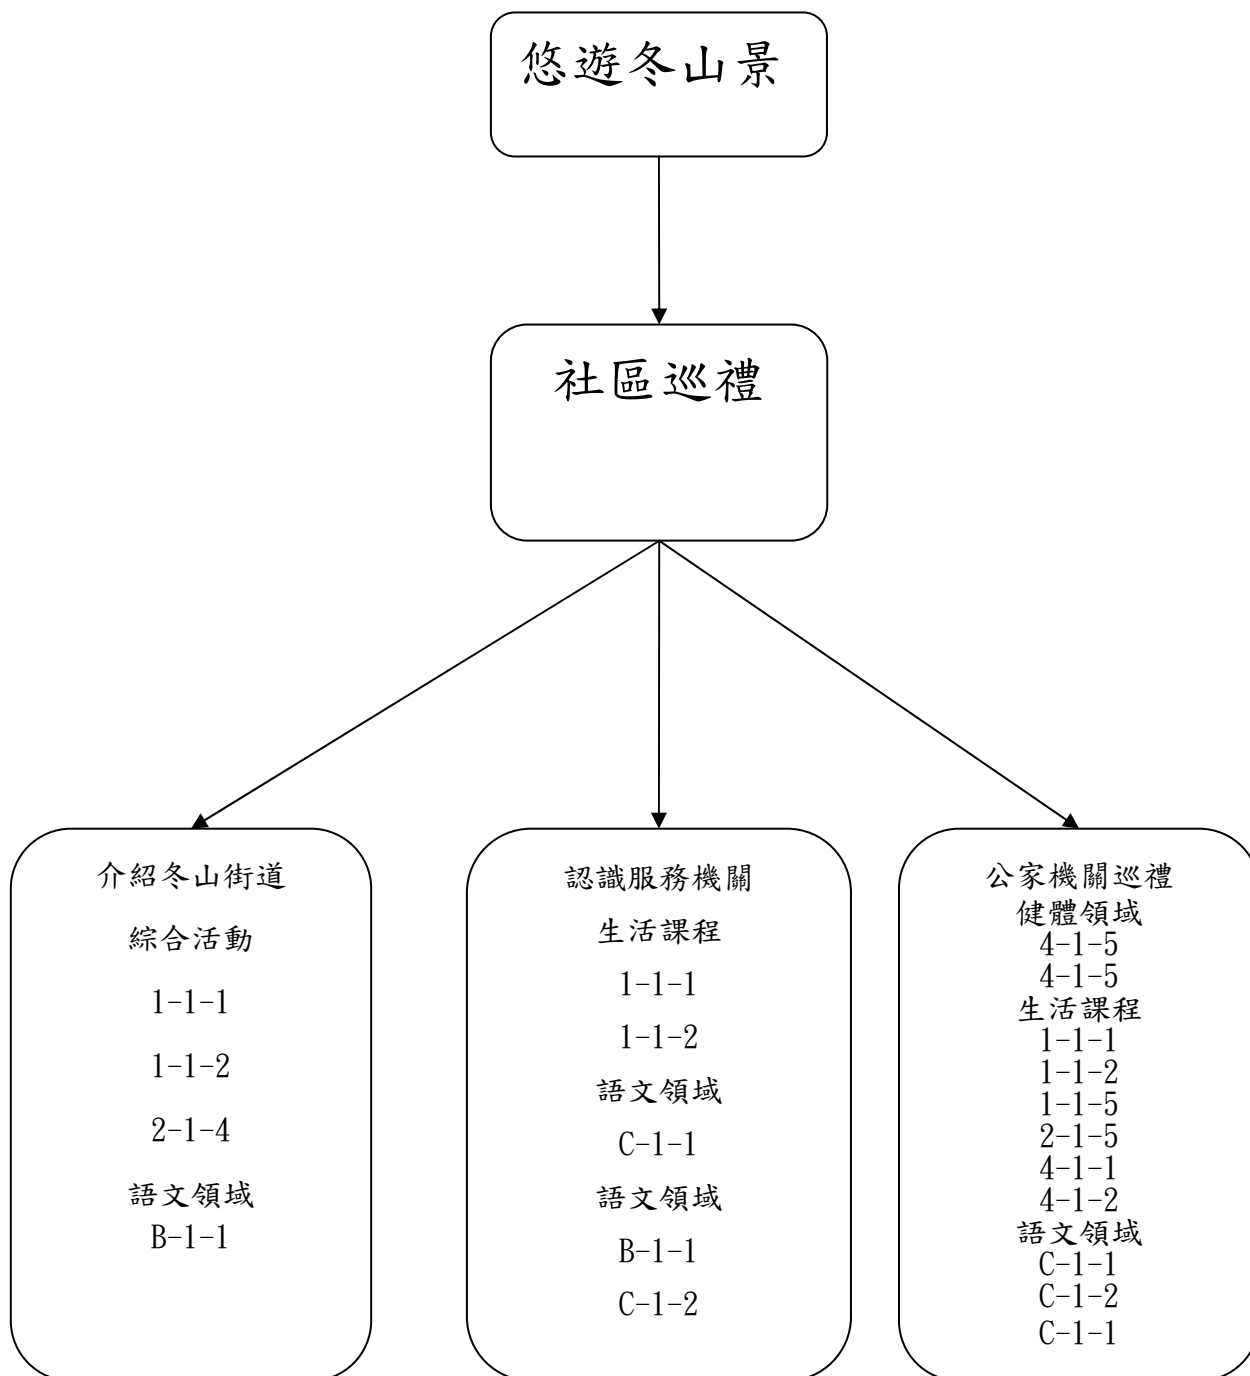 悠遊冬山景
社區巡禮
介紹冬山街道
綜合活動
1-1-1
1-1-2
2-1-4
語文領域
B-1-1
認識服務機關
生活課程
1-1-1
1-1-2
語文領域
C-1-1
語文領域
B-1-1
C-1-2
公家機關巡禮
健體領域
4-1-5
4-1-5
生活課程
1-1-1
1-1-2
1-1-5
2-1-5
4-1-1
4-1-2
語文領域
C-1-1
C-1-2
C-1-1